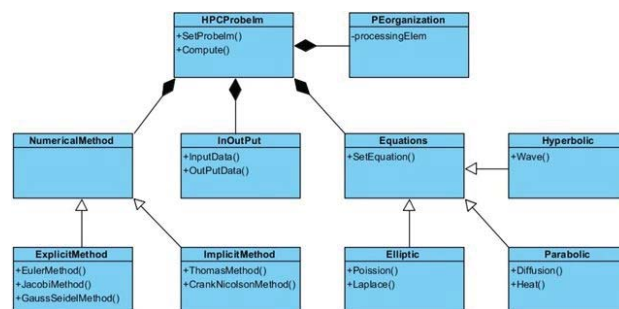 HPCProbelm
+SetProbelm()
+Compute()
PEorganization
-processingElem
NumericalMethod
InOutPut
+InputData()
+OutPutData()
Equations
+SetEquation()
Hyperbolic
+Wave()
ExplicitMethod
+EulerMethod()
+JacobiMethod()
+GaussSeidelMethod()
ImplicitMethod
+ThomasMethod()
+CrankNicolsonMethod()
Elliptic
+Poission()
+Laplace()
Parabolic
+Diffusion()
+Heat()